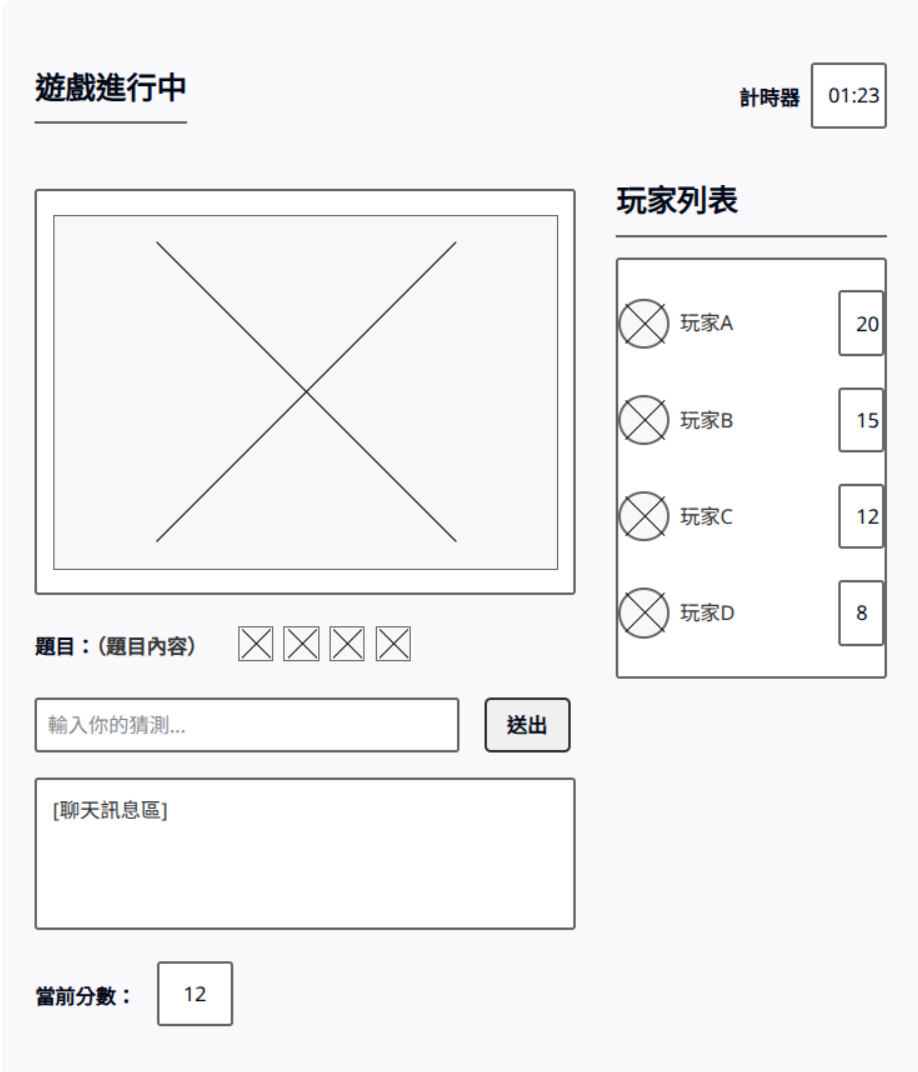 遊戲進行中
計時器 01:23
玩家列表
玩家A 20
玩家B 15
玩家C 12
玩家D 8
題目：（題目內容）
輸入你的猜測...
送出
[聊天訊息區]
當前分數： 12